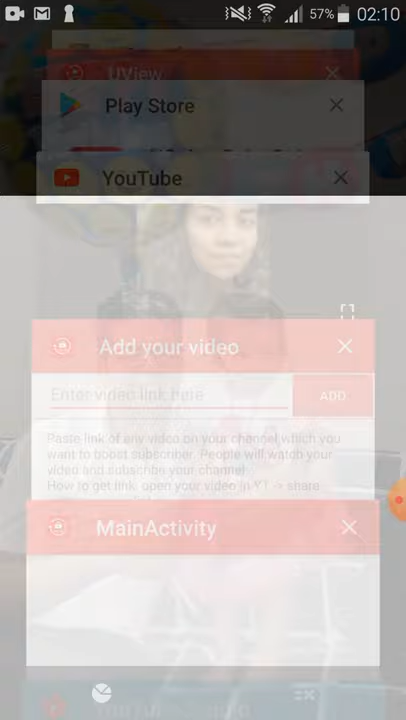 57% 02:10
UView
Play Store
YouTube
Add your video
Enter video link here
ADD
Paste link of any video on your channel which you
want to boost subscriber. People will watch your
video and subscribe your channel
How to get link: open your video in YT -> share
MainActivity